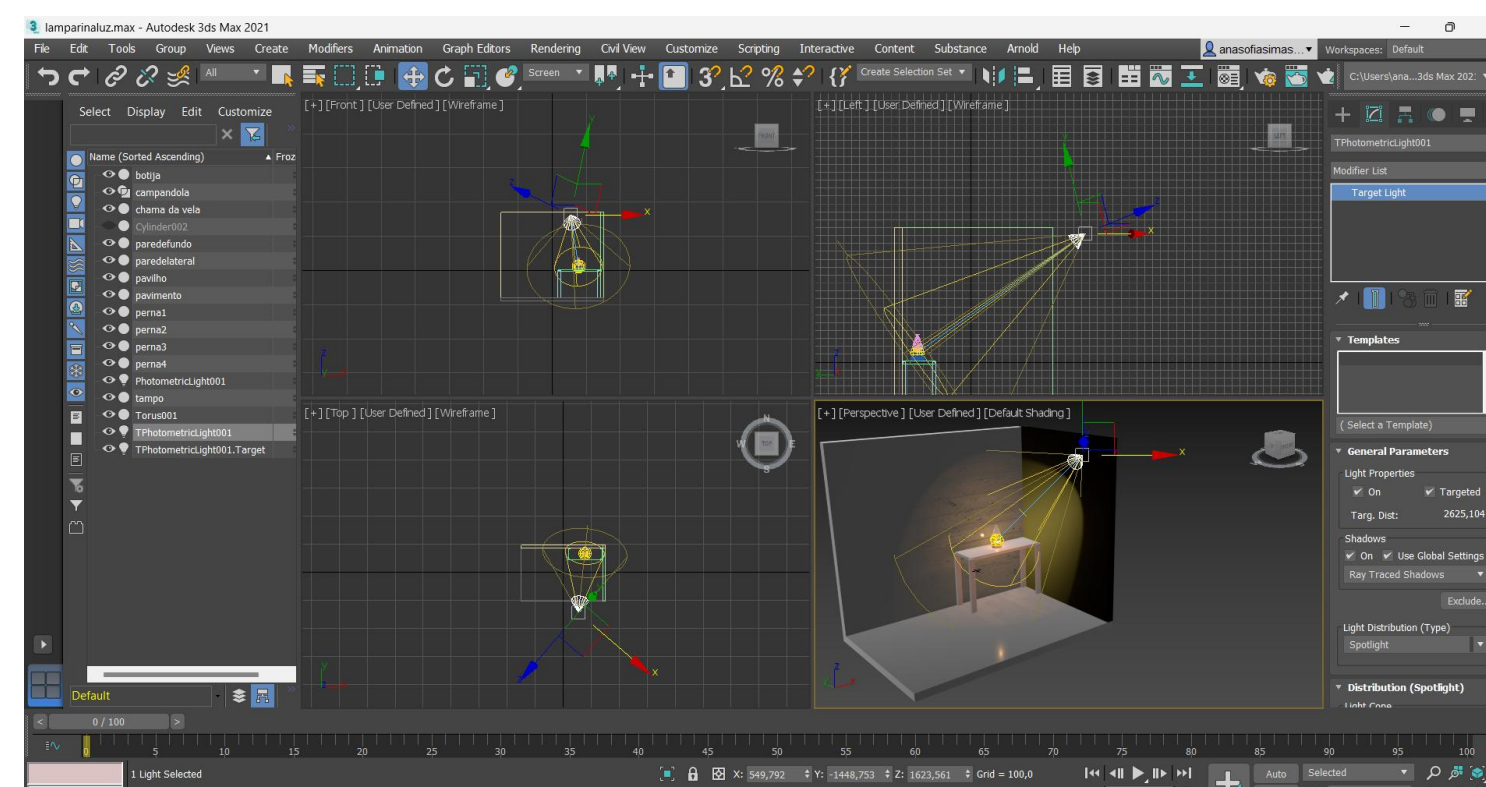 lamparinaluz.max - Autodesk 3ds Max 2021
File Edit Tools Group Views Create Modifiers Animation Graph Editors Rendering Civil View Customize Scripting Interactive Content Substance Arnold Help anasofiasimas... Workspaces: Default
All Screen Create Selection Set C:\Users\ana...3ds Max 202:
Select Display Edit Customize
Name (Sorted Ascending) Froz
botija
campandola
chama da vela
Cylinder002
paredefundo
paredelateral
pavilho
pavimento
perna1
perna2
perna3
perna4
PhotometricLight001
tampo
Torus001
TPhotometricLight001
TPhotometricLight001.Target
Default
[+] [Front ] [User Defined ] [Wireframe ]
FRONT
[+] [Left ] [User Defined ] [Wireframe ]
LEFT
[+] [Top ] [User Defined ] [Wireframe ]
N
W TOP E
S
[+] [Perspective ] [User Defined ] [Default Shading ]
TPhotometricLight001
Modifier List
Target Light
Templates
( Select a Template)
General Parameters
Light Properties
On Targeted
Targ. Dist: 2625,104
Shadows
On Use Global Settings
Ray Traced Shadows
Exclude..
Light Distribution (Type)
Spotlight
Distribution (Spotlight)
Light Cone
0 / 100
0 5 10 15 20 25 30 35 40 45 50 55 60 65 70 75 80 85 90 95 100
1 Light Selected X: 549,792 Y: -1448,753 Z: 1623,561 Grid = 100,0 Auto Selected